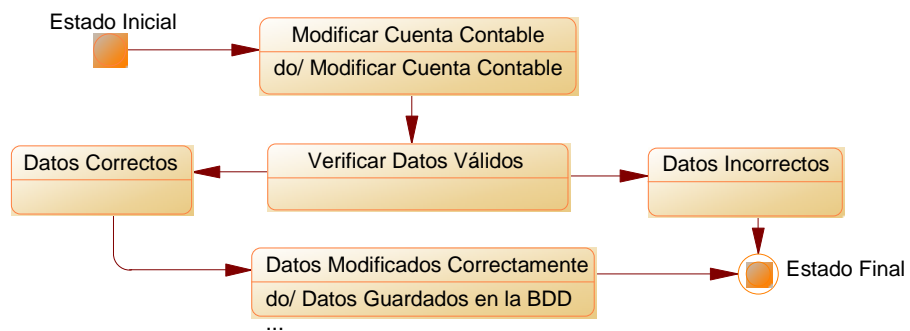 Estado Inicial
Modificar Cuenta Contable
do/ Modificar Cuenta Contable
Datos Correctos
Verificar Datos Válidos
Datos Incorrectos
Datos Modificados Correctamente
do/ Datos Guardados en la BDD
...
Estado Final